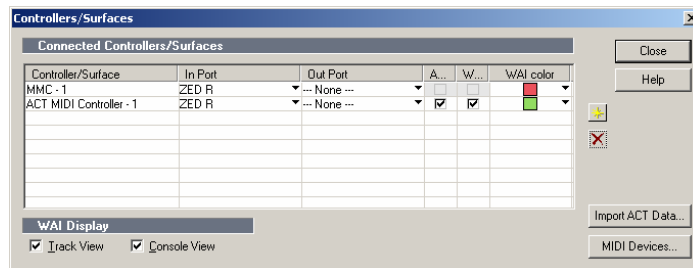 Controllers/Surfaces
Connected Controllers/Surfaces
Close
Help
Controller/Surface In Port Out Port A... W... WAI color
MMC - 1 ZED R --- None ---
ACT MIDI Controller - 1 ZED R --- None ---
WAI Display
Track View Console View
Import ACT Data...
MIDI Devices...